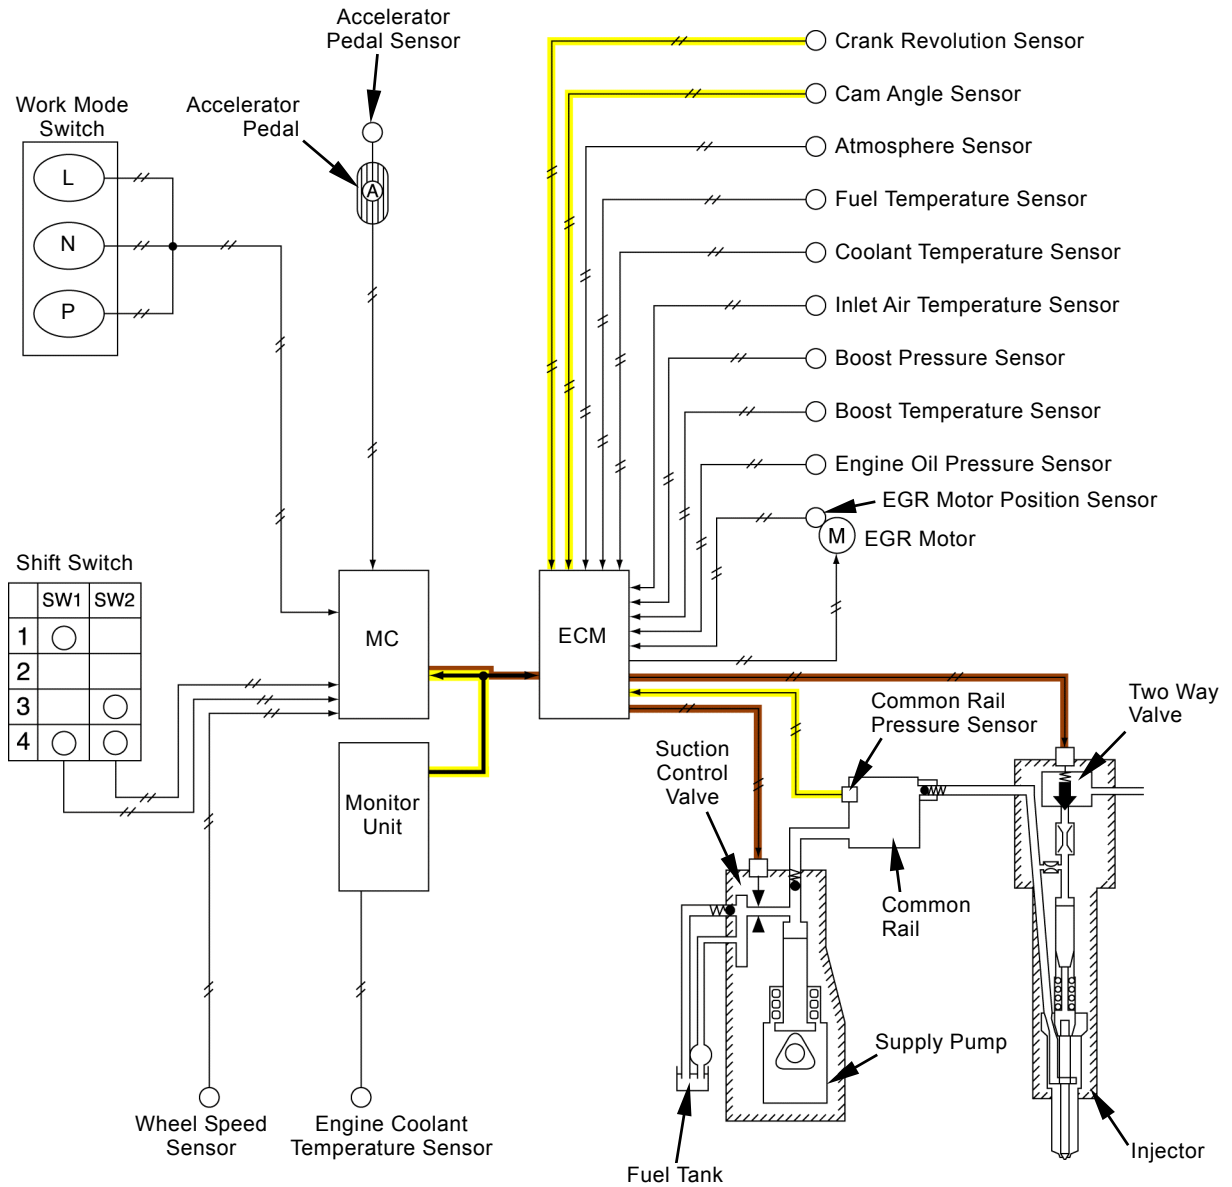 Accelerator
Pedal Sensor
Crank Revolution Sensor
Work Mode
Switch
Accelerator
Pedal
Cam Angle Sensor
Atmosphere Sensor
L
A
Fuel Temperature Sensor
N
Coolant Temperature Sensor
P
Inlet Air Temperature Sensor
Boost Pressure Sensor
Boost Temperature Sensor
Engine Oil Pressure Sensor
EGR Motor Position Sensor
M
EGR Motor
Shift Switch
SW1 SW2
1
2
3
4
MC
ECM
Common Rail
Pressure Sensor
Two Way
Valve
Suction
Control
Valve
Monitor
Unit
Common
Rail
Supply Pump
Wheel Speed
Sensor
Engine Coolant
Temperature Sensor
Fuel Tank
Injector